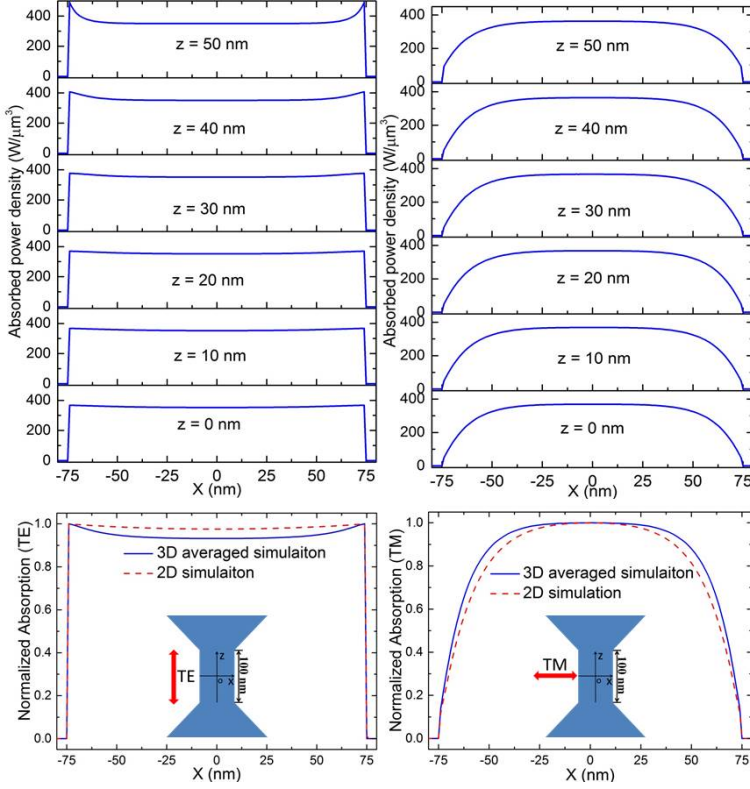 Absorbed power density (W/μm³)
400
200
0
z = 50 nm
400
200
0
z = 40 nm
400
200
0
z = 30 nm
400
200
0
z = 20 nm
400
200
0
z = 10 nm
400
200
0
z = 0 nm
-75 -50 -25 0 25 50 75
X (nm)
Absorbed power density (W/μm³)
400
200
0
z = 50 nm
400
200
0
z = 40 nm
400
200
0
z = 30 nm
400
200
0
z = 20 nm
400
200
0
z = 10 nm
400
200
0
z = 0 nm
-75 -50 -25 0 25 50 75
X (nm)
Normalized Absorption (TE)
1.0
0.8
0.6
0.4
0.2
0.0
3D averaged simulaiton
2D simulaiton
TE
z
x
o
100 nm
-75 -50 -25 0 25 50 75
X (nm)
Normalized Absorption (TM)
1.0
0.8
0.6
0.4
0.2
0.0
3D averaged simulaiton
2D simulation
TM
z
x
o
100 nm
-75 -50 -25 0 25 50 75
X (nm)